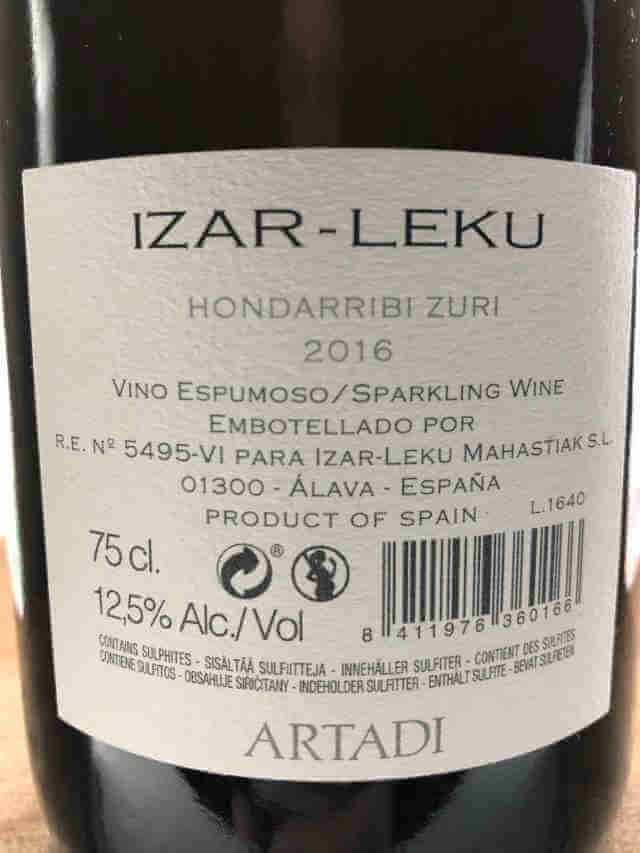 IZAR-LEKU
HONDARRIBI ZURI
2016
VINO ESPUMOSO/SPARKLING WINE
EMBOTELLADO POR
R.E. Nº 5495-VI PARA IZAR-LEKU MAHASTIAK S.L.
01300 - ÁLAVA - ESPAÑA
PRODUCT OF SPAIN
L.1640
75 cl.
®
12,5% Alc./Vol
8 411976 360166
CONTAINS SULPHITES - SISÄLTÄÄ SULFIITTEJA - INNEHÅLLER SULFITER - CONTIENT DES SULFITES
CONTIENE SULFITOS - OBSAHUJE SIRIČITANY - INDEHOLDER SULFITTER - ENTHÄLT SULFITE - BEVAT SULFIETEN
ARTADI